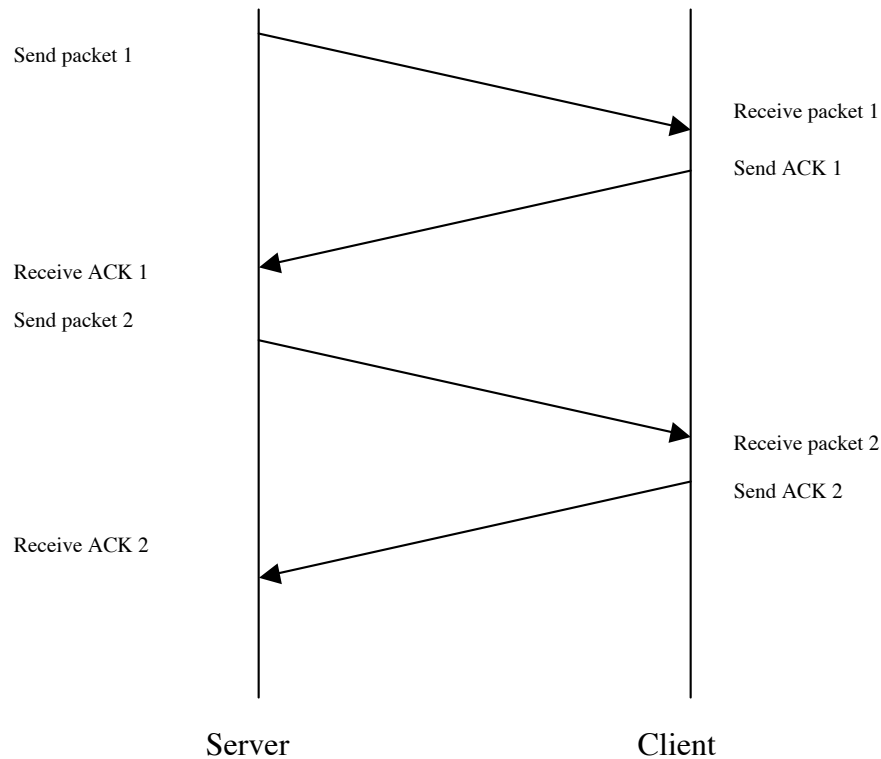 Send packet 1
Receive packet 1
Send ACK 1
Receive ACK 1
Send packet 2
Receive packet 2
Send ACK 2
Receive ACK 2
Server
Client